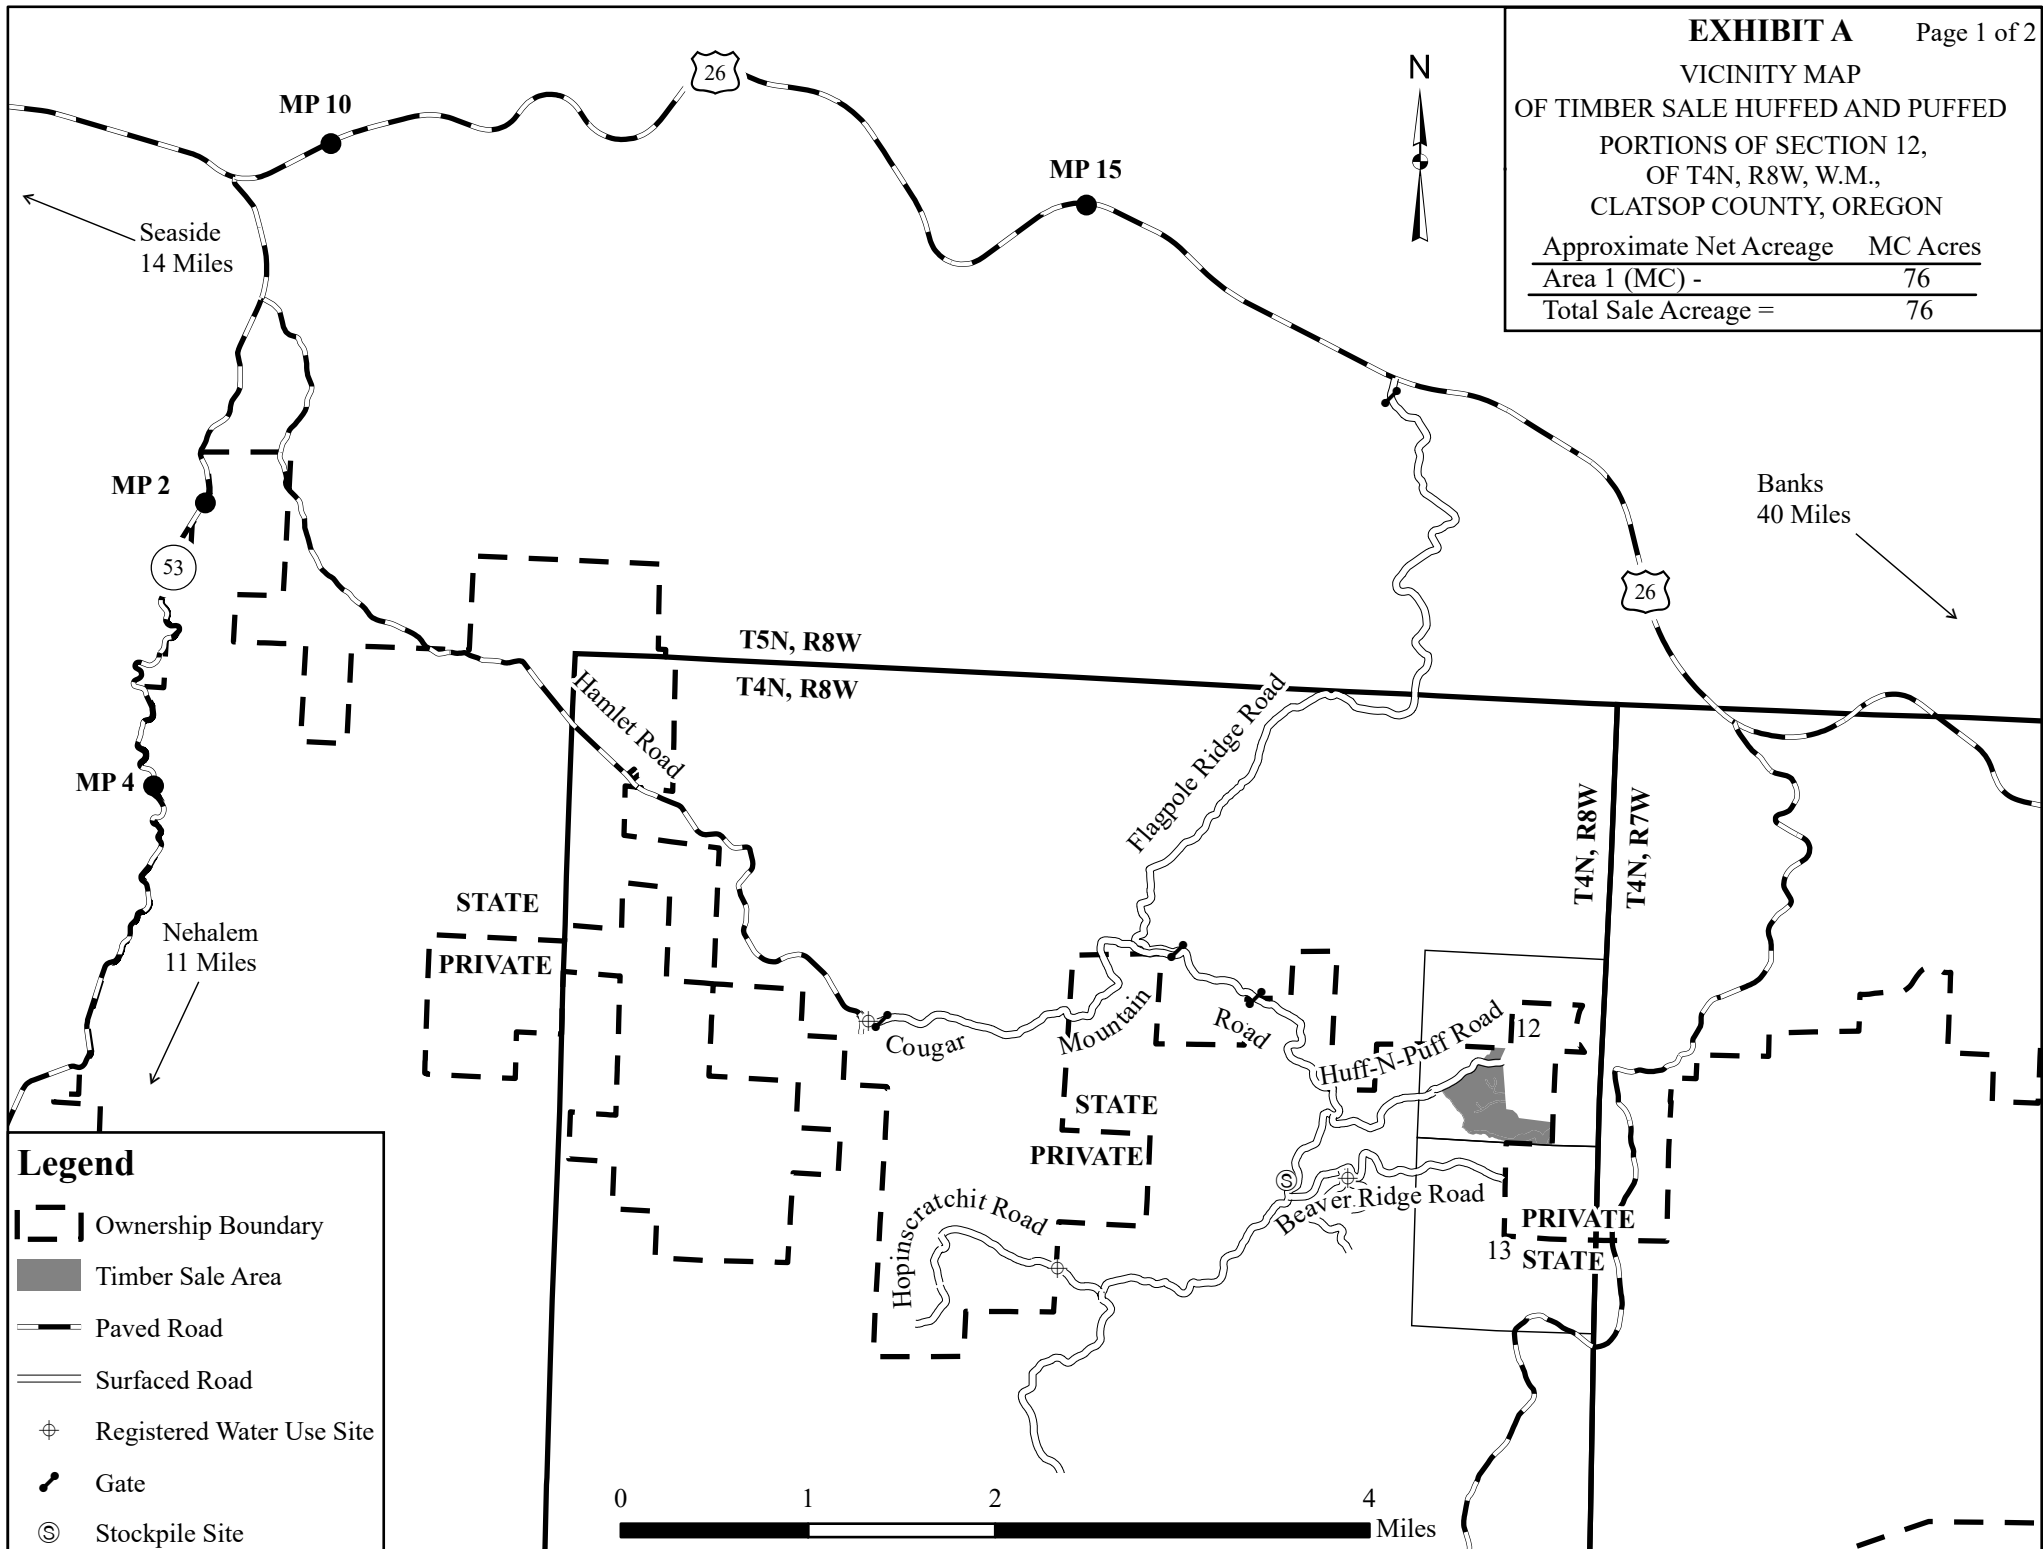 EXHIBIT A
Page 1 of 2
VICINITY MAP
OF TIMBER SALE HUFFED AND PUFFED
PORTIONS OF SECTION 12,
OF T4N, R8W, W.M.,
CLATSOP COUNTY, OREGON
Approximate Net Acreage MC Acres
Area 1 (MC) - 76
Total Sale Acreage = 76
N
26
MP 10
MP 15
Seaside
14 Miles
MP 2
53
Banks
40 Miles
26
T5N, R8W
T4N, R8W
Hamlet Road
Flagpole Ridge Road
MP 4
T4N, R8W
T4N, R7W
STATE
PRIVATE
Nehalem
11 Miles
Cougar
Mountain
Road
Huff-N-Puff Road
12
STATE
PRIVATE
S
Beaver Ridge Road
Hopinscratchit Road
PRIVATE
STATE
13
Legend
Ownership Boundary
Timber Sale Area
Paved Road
Surfaced Road
Registered Water Use Site
Gate
S Stockpile Site
0 1 2 4
Miles